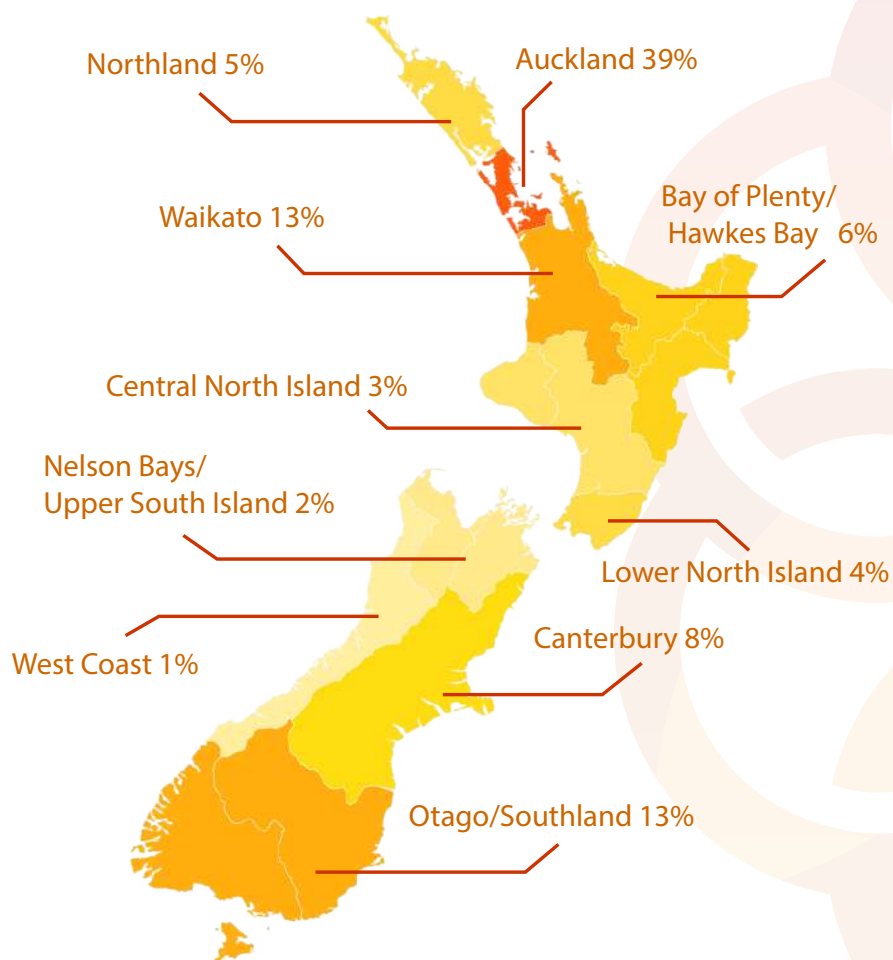 Northland 5%
Auckland 39%
Waikato 13%
Bay of Plenty/
Hawkes Bay 6%
Central North Island 3%
Nelson Bays/
Upper South Island 2%
Lower North Island 4%
Canterbury 8%
West Coast 1%
Otago/Southland 13%